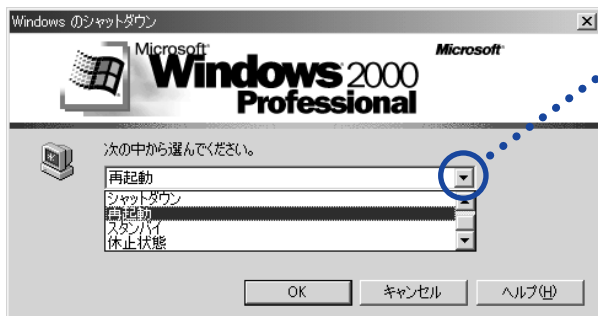 Windows のシャットダウン
Microsoft
Windows 2000
Professional
Microsoft
次の中から選んでください。
再起動
シャットダウン
再起動
スタンバイ
休止状態
OK キャンセル ヘルプ(H)